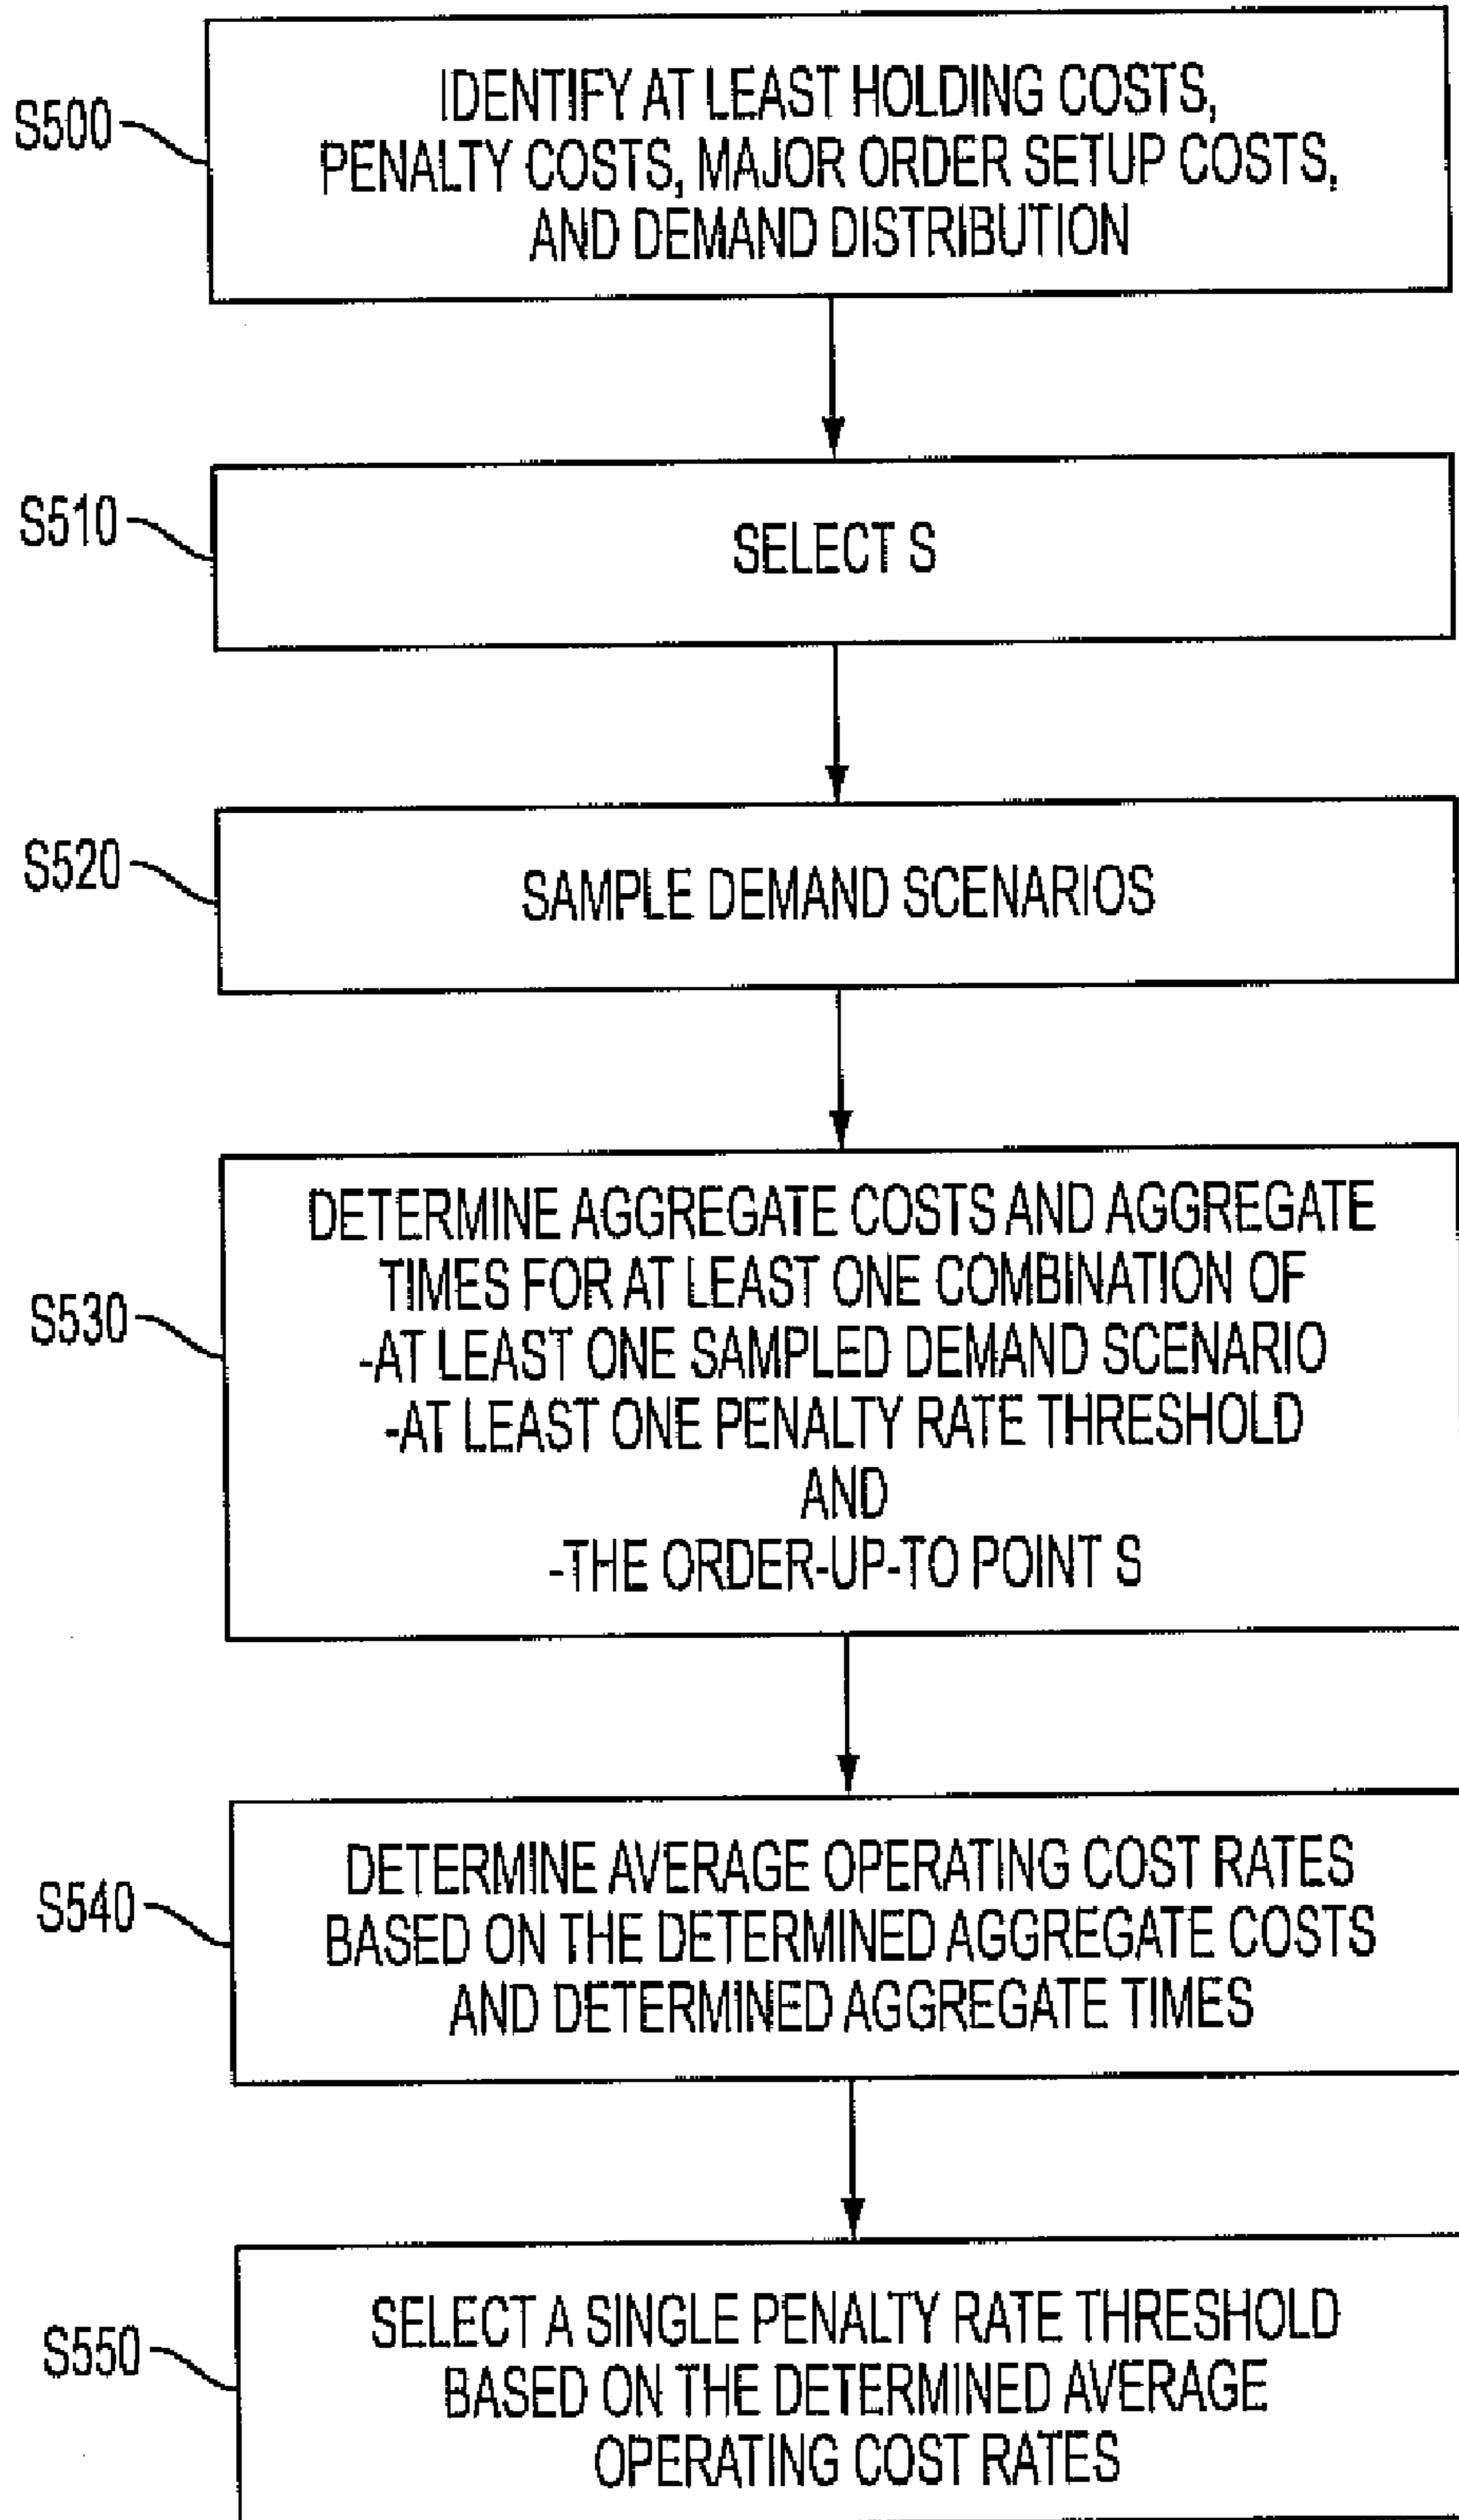 S500
IDENTIFY AT LEAST HOLDING COSTS,
PENALTY COSTS, MAJOR ORDER SETUP COSTS,
AND DEMAND DISTRIBUTION
S510
SELECT S
S520
SAMPLE DEMAND SCENARIOS
S530
DETERMINE AGGREGATE COSTS AND AGGREGATE
TIMES FOR AT LEAST ONE COMBINATION OF
-AT LEAST ONE SAMPLED DEMAND SCENARIO
-AT LEAST ONE PENALTY RATE THRESHOLD
AND
-THE ORDER-UP-TO POINT S
S540
DETERMINE AVERAGE OPERATING COST RATES
BASED ON THE DETERMINED AGGREGATE COSTS
AND DETERMINED AGGREGATE TIMES
S550
SELECT A SINGLE PENALTY RATE THRESHOLD
BASED ON THE DETERMINED AVERAGE
OPERATING COST RATES